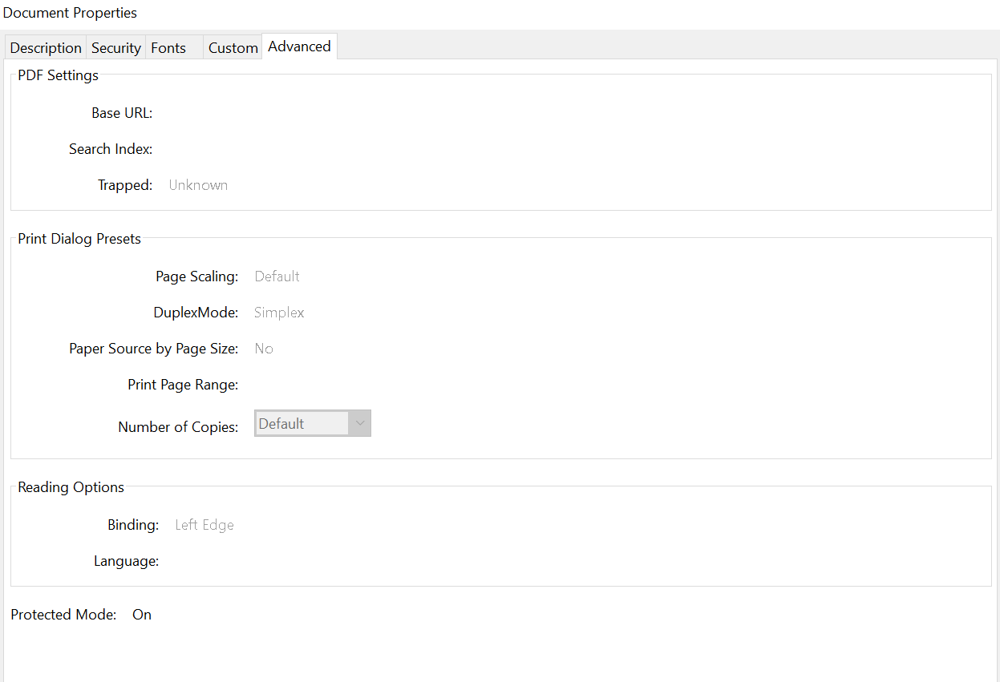 Document Properties
Description Security Fonts Custom Advanced
PDF Settings
Base URL:
Search Index:
Trapped: Unknown
Print Dialog Presets
Page Scaling: Default
DuplexMode: Simplex
Paper Source by Page Size: No
Print Page Range:
Number of Copies: Default
Reading Options
Binding: Left Edge
Language:
Protected Mode: On